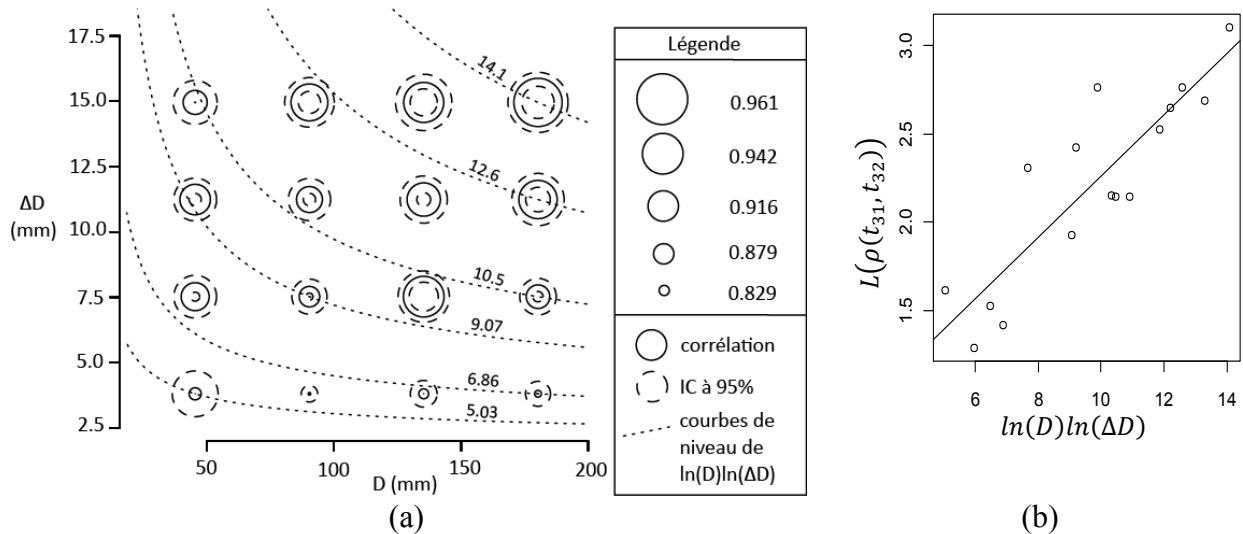 17.5
15.0
12.5
10.0
7.5
5.0
2.5
ΔD
(mm)
14.1
12.6
10.5
9.07
6.86
5.03
50
100
150
200
D (mm)
(a)
Légende
0.961
0.942
0.916
0.879
0.829
corrélation
IC à 95%
courbes de
niveau de
ln(D)ln(ΔD)
3.0
2.5
2.0
1.5
L(ρ(t31, t32))
6
8
10
12
14
ln(D)ln(ΔD)
(b)